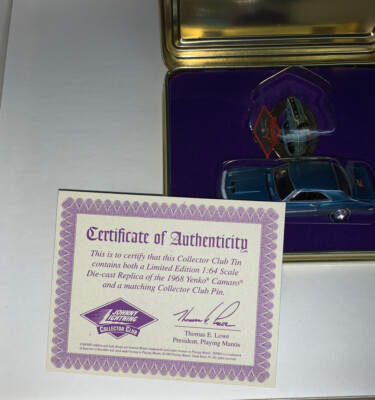 Certificate of Authenticity
This is to certify that this Collector Club Tin
contains both a Limited Edition 1:64 Scale
Die-cast Replica of the 1968 Yenko® Camaro®
and a matching Collector Club Pin.
JOHNNY
LIGHTNING
COLLECTOR CLUB
Thomas E. Lowe
President, Playing Mantis